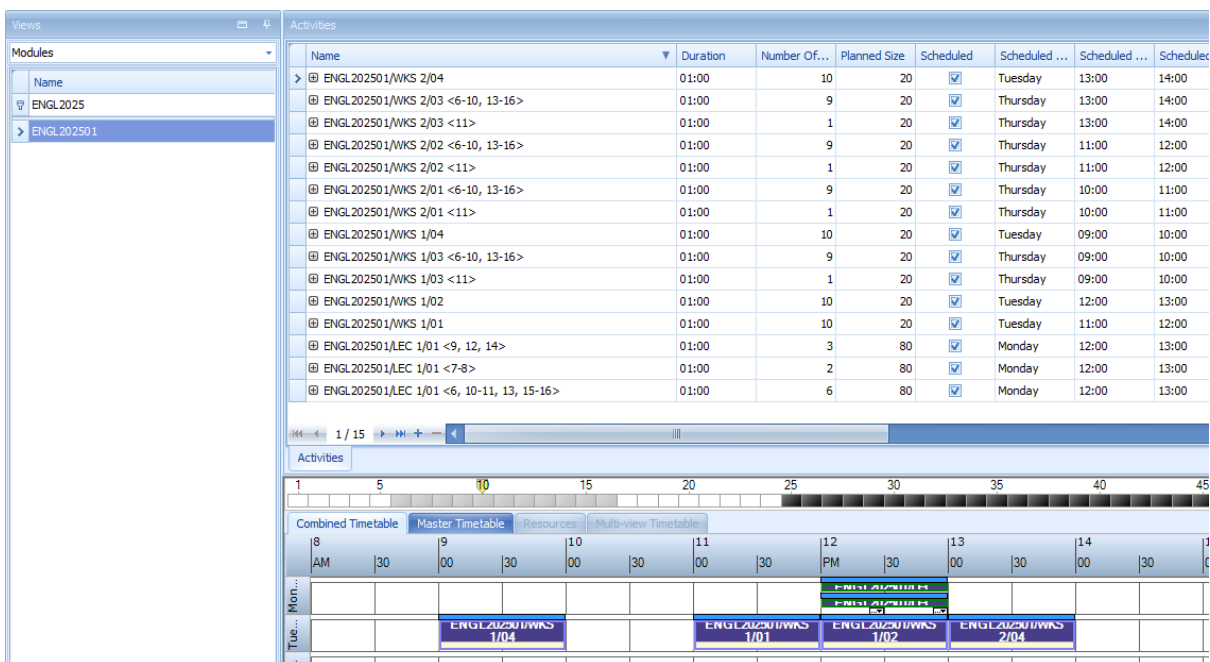 Views
Activities
Modules
Name
ENGL2025
ENGL202501
Name Duration Number Of... Planned Size Scheduled Scheduled ... Scheduled ... Scheduled
ENGL202501/WKS 2/04 01:00 10 20 Tuesday 13:00 14:00
ENGL202501/WKS 2/03 <6-10, 13-16> 01:00 9 20 Thursday 13:00 14:00
ENGL202501/WKS 2/03 <11> 01:00 1 20 Thursday 13:00 14:00
ENGL202501/WKS 2/02 <6-10, 13-16> 01:00 9 20 Thursday 11:00 12:00
ENGL202501/WKS 2/02 <11> 01:00 1 20 Thursday 11:00 12:00
ENGL202501/WKS 2/01 <6-10, 13-16> 01:00 9 20 Thursday 10:00 11:00
ENGL202501/WKS 2/01 <11> 01:00 1 20 Thursday 10:00 11:00
ENGL202501/WKS 1/04 01:00 10 20 Tuesday 09:00 10:00
ENGL202501/WKS 1/03 <6-10, 13-16> 01:00 9 20 Thursday 09:00 10:00
ENGL202501/WKS 1/03 <11> 01:00 1 20 Thursday 09:00 10:00
ENGL202501/WKS 1/02 01:00 10 20 Tuesday 12:00 13:00
ENGL202501/WKS 1/01 01:00 10 20 Tuesday 11:00 12:00
ENGL202501/LEC 1/01 <9, 12, 14> 01:00 3 80 Monday 12:00 13:00
ENGL202501/LEC 1/01 <7-8> 01:00 2 80 Monday 12:00 13:00
ENGL202501/LEC 1/01 <6, 10-11, 13, 15-16> 01:00 6 80 Monday 12:00 13:00
1 / 15
Activities
1 5 10 15 20 25 30 35 40 45
Combined Timetable Master Timetable Resources Multi-view Timetable
8 9 10 11 12 13 14
AM 30 00 30 00 30 00 30 PM 30 00 30 00 30
Mon...
Tue...
ENGL202501/WKS ENGL202501/WKS ENGL202501/WKS ENGL202501/WKS
1/04 1/01 1/02 2/04